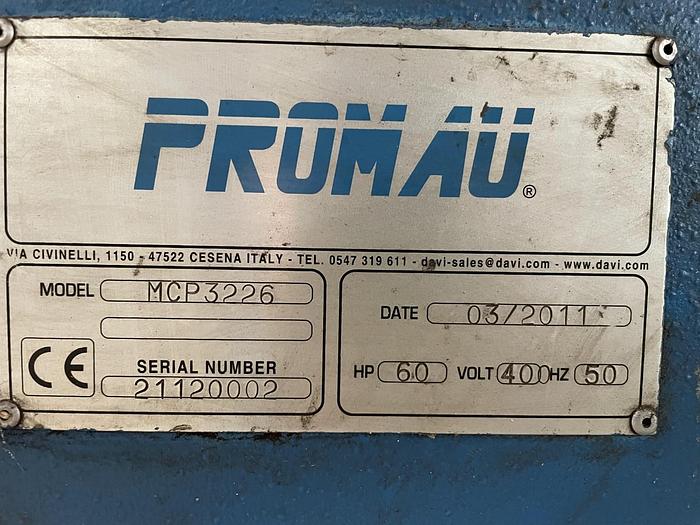 PROMAU®
VIA CIVINELLI, 1150 - 47522 CESENA ITALY - TEL. 0547 319 611 - davi-sales@davi.com - www.davi.com
MODEL MCP3226
CE
SERIAL NUMBER
21120002
DATE 03/2011
HP 60 VOLT 400 HZ 50